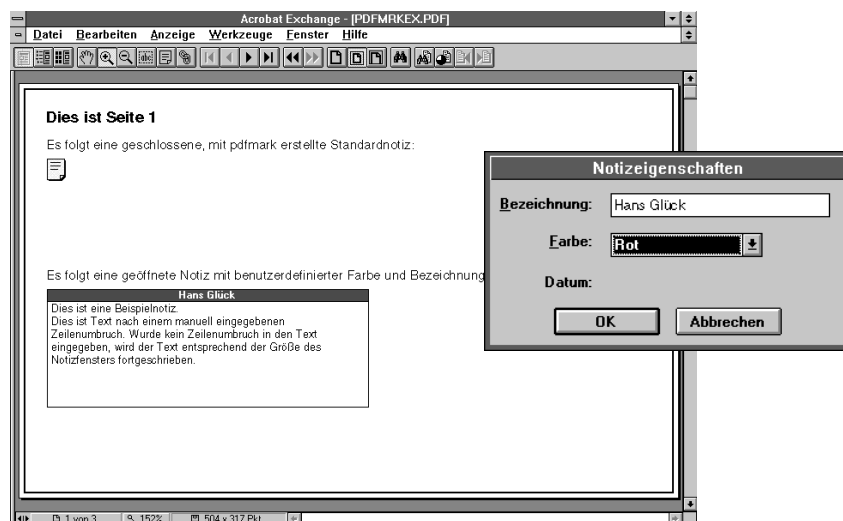 Acrobat Exchange - [PDFMRKEX.PDF]
Datei Bearbeiten Anzeige Werkzeuge Fenster Hilfe
abc
Dies ist Seite 1
Es folgt eine geschlossene, mit pdfmark erstellte Standardnotiz:
Es folgt eine geöffnete Notiz mit benutzerdefinierter Farbe und Bezeichnung
Hans Glück
Dies ist eine Beispielnotiz.
Dies ist Text nach einem manuell eingegebenen
Zeilenumbruch. Wurde kein Zeilenumbruch in den Text
eingegeben, wird der Text entsprechend der Größe des
Notizfensters fortgeschrieben.
Notizeigenschaften
Bezeichnung: Hans Glück
Farbe: Rot
Datum:
OK Abbrechen
1 von 3 152% 504 x 317 Pkt